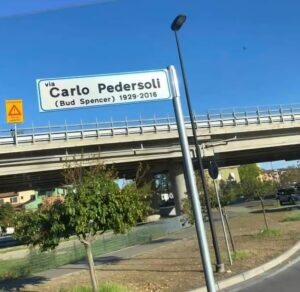 via
Carlo Pedersoli
(Bud Spencer) 1929-2016